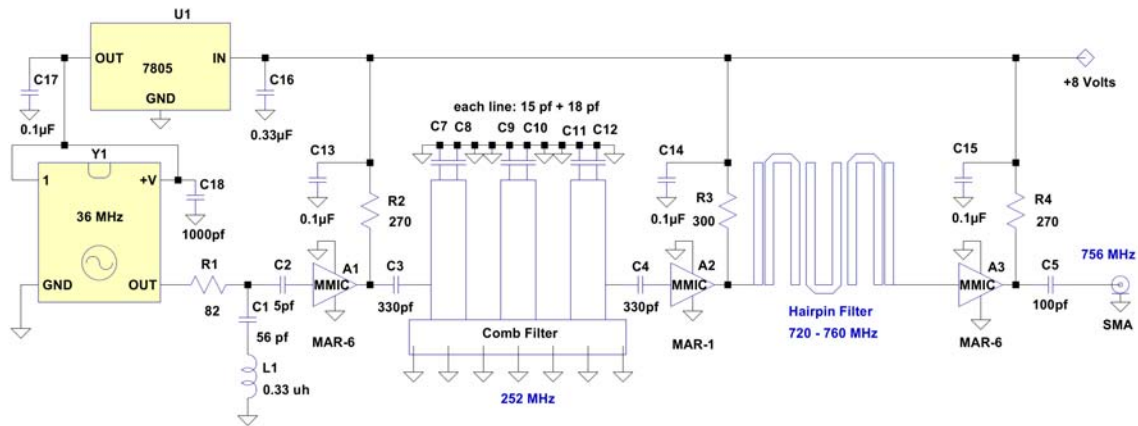 U1
OUT
IN
7805
GND
C17
0.1µF
C16
0.33µF
+8 Volts
each line: 15 pf + 18 pf
C7
C8
C9
C10
C11
C12
Y1
1
+V
36 MHz
GND
OUT
C18
1000pf
C13
0.1µF
R2
270
C14
0.1µF
R3
300
C15
0.1µF
R4
270
R1
82
C2
5pf
C1
56 pf
L1
0.33 uh
A1
MMIC
MAR-6
C3
330pf
Comb Filter
252 MHz
C4
330pf
A2
MMIC
MAR-1
Hairpin Filter
720 - 760 MHz
A3
MMIC
MAR-6
C5
100pf
756 MHz
SMA